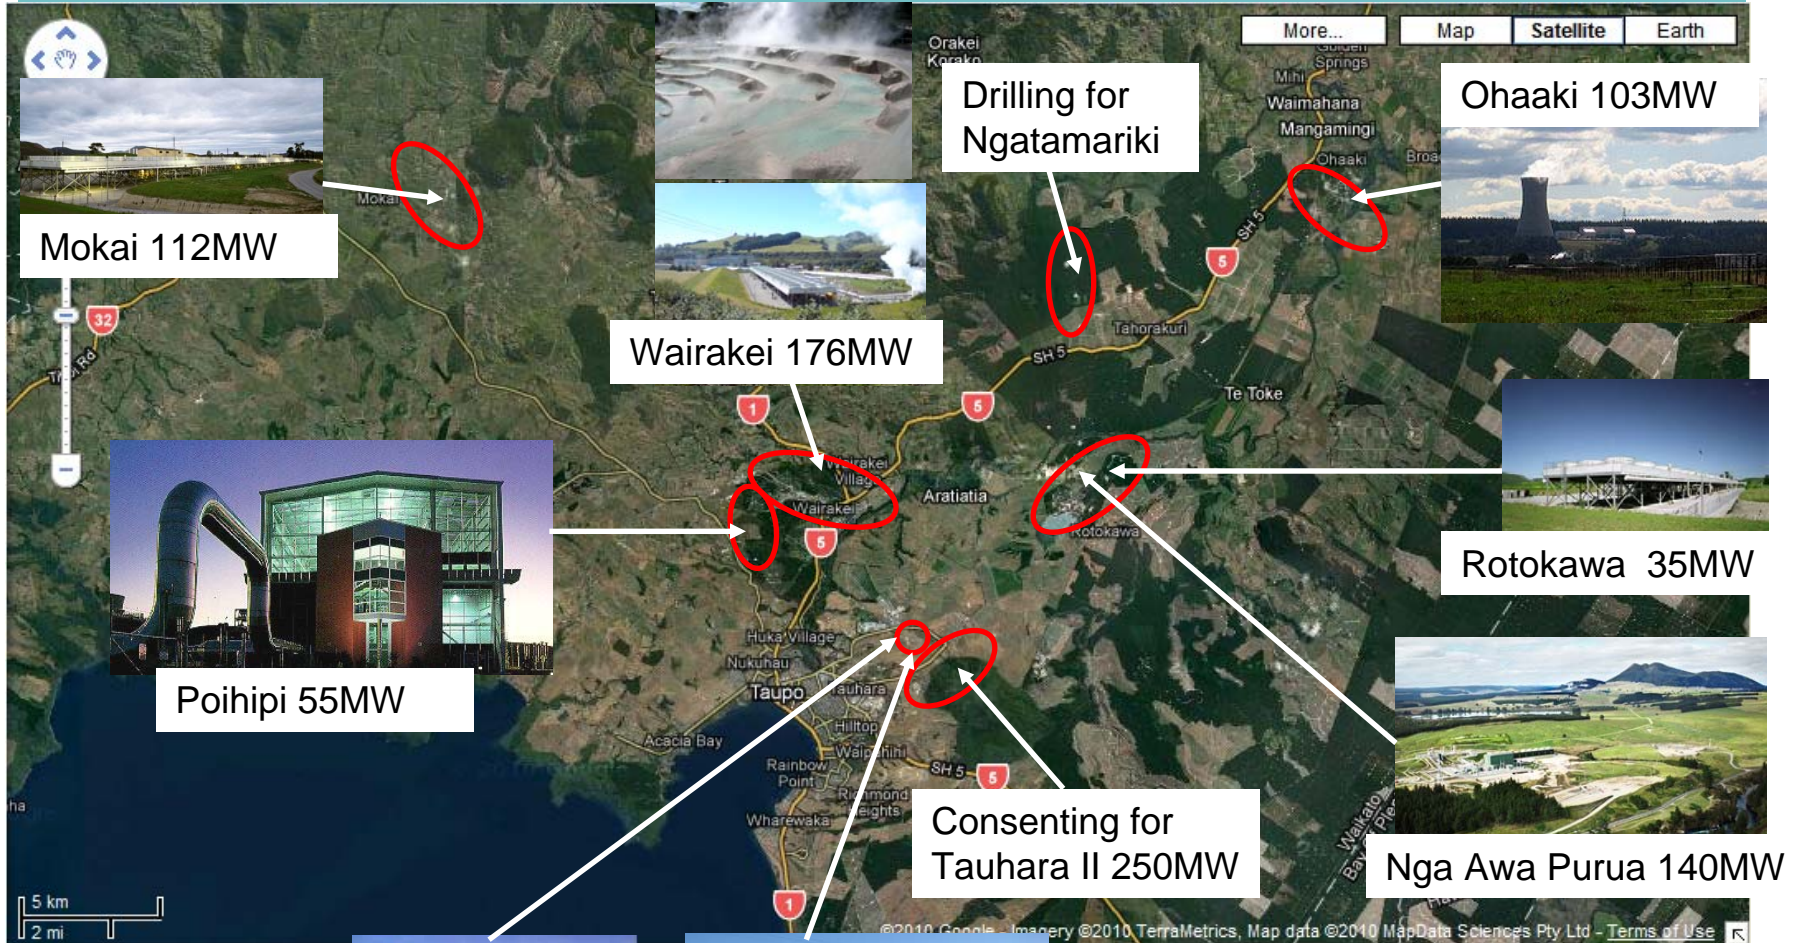 More...
Map
Satellite
Earth
Orakei
Korako
Golden
Springs
Mihi
Waimahana
Mangamingi
Ohaaki
Drilling for
Ngatamariki
Ohaaki 103MW
Mokai
Mokai 112MW
SH 5
5
32
Tahorakuri
Wairakei 176MW
SH 5
Te Toke
1
5
Wairakei
Village
Wairakei
Aratiatia
5
Rotokawa
Rotokawa 35MW
Poihipi 55MW
Huka Village
Nukuhau
Taupo
Tauhara
Hilltop
Acacia Bay
Waipahihi
Rainbow
Point
SH 5
5
Richmond
Heights
Wharewaka
Consenting for
Tauhara II 250MW
Waikato
Nga Awa Purua 140MW
1
5 km
2 mi
©2010 Google - Imagery ©2010 TerraMetrics, Map data ©2010 MapData Sciences Pty Ltd - Terms of Use